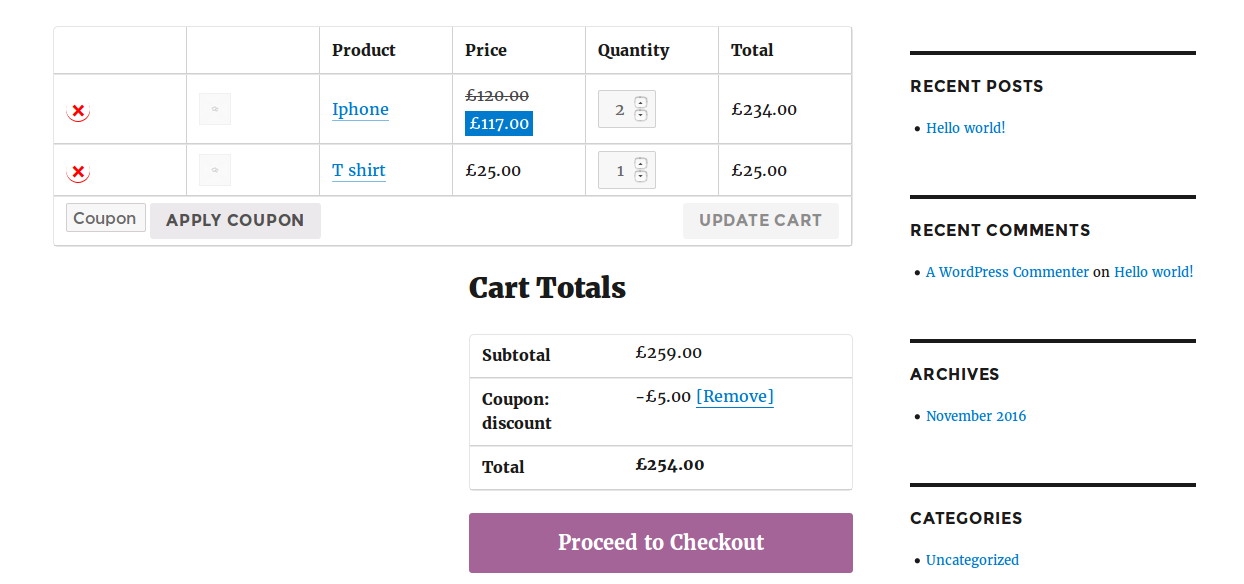 Product Price Quantity Total
Iphone £120.00 2 £234.00
£117.00
T shirt £25.00 1 £25.00
Coupon APPLY COUPON UPDATE CART
Cart Totals
Subtotal £259.00
Coupon: -£5.00 [Remove]
discount
Total £254.00
Proceed to Checkout
RECENT POSTS
Hello world!
RECENT COMMENTS
A WordPress Commenter on Hello world!
ARCHIVES
November 2016
CATEGORIES
Uncategorized